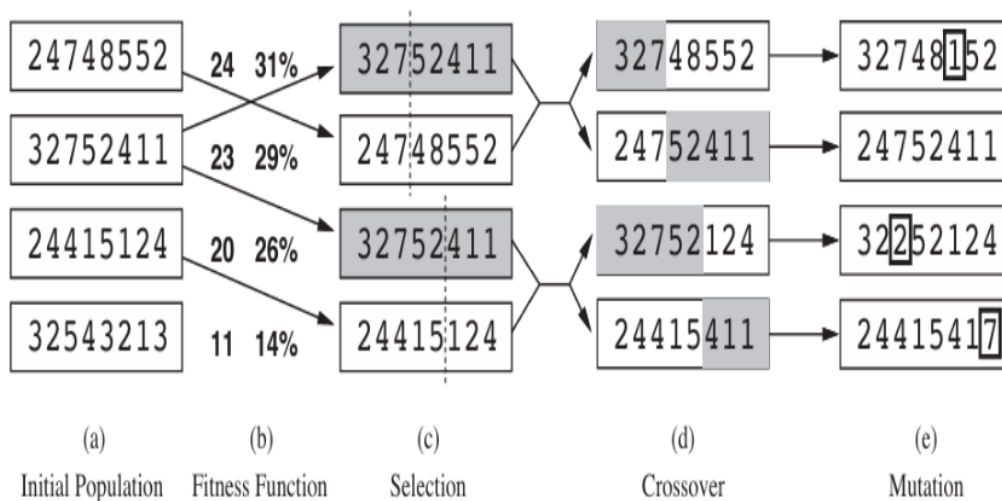 24748552 24 31% 32752411 32748552 32748152
32752411 23 29% 24748552 24752411 24752411
24415124 20 26% 32752411 32752124 32252124
32543213 11 14% 24415124 24415411 24415417
(a) (b) (c) (d) (e)
Initial Population Fitness Function Selection Crossover Mutation